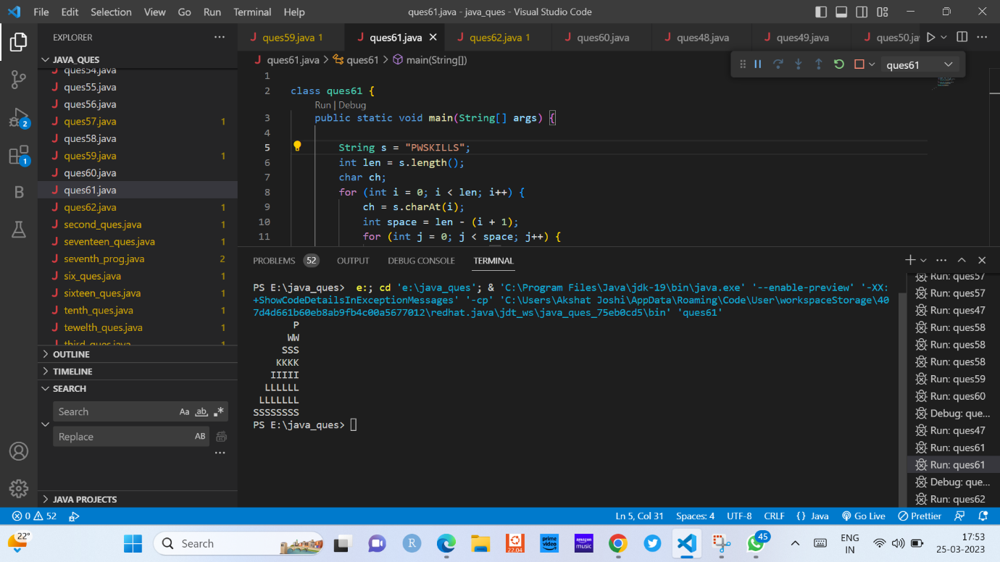 File Edit Selection View Go Run Terminal Help
ques61.java - java_ques - Visual Studio Code
EXPLORER
JAVA_QUES
ques54.java
ques55.java
ques56.java
ques57.java 1
ques58.java
ques59.java 1
ques60.java
ques61.java
ques62.java 1
second_ques.java 1
seventeen_ques.java 1
seventh_prog.java 2
six_ques.java 1
sixteen_ques.java 1
tenth_ques.java 1
tewelth_ques.java 1
third_ques.java 1
OUTLINE
TIMELINE
SEARCH
Search Aa ab
Replace AB
JAVA PROJECTS
2
1
B
ques59.java 1 ques61.java ques62.java 1 ques60.java ques48.java ques49.java ques50.ja
ques61.java > ques61 > main(String[])
ques61
1
2 class ques61 {
Run | Debug
3 public static void main(String[] args) {
4
5 String s = "PWSKILLS";
6 int len = s.length();
7 char ch;
8 for (int i = 0; i < len; i++) {
9 ch = s.charAt(i);
10 int space = len - (i + 1);
11 for (int j = 0; j < space; j++) {
PROBLEMS 52 OUTPUT DEBUG CONSOLE TERMINAL
PS E:\java_ques> e:; cd 'e:\java_ques'; & 'C:\Program Files\Java\jdk-19\bin\java.exe' '--enable-preview' '-XX:
+ShowCodeDetailsInExceptionMessages' '-cp' 'C:\Users\Akshat Joshi\AppData\Roaming\Code\User\workspaceStorage\40
7d4d661b60eb8ab9fb4c00a5677012\redhat.java\jdt_ws\java_ques_75eb0cd5\bin' 'ques61'
P
WW
SSS
KKKK
IIIII
LLLLLL
LLLLLLL
SSSSSSSS
PS E:\java_ques>
Run: ques57
Run: ques57
Run: ques47
Run: ques58
Run: ques58
Run: ques58
Run: ques59
Run: ques60
Debug: que...
Run: ques47
Run: ques61
Run: ques61
Debug: que...
Run: ques62
0 52 Ln 5, Col 31 Spaces: 4 UTF-8 CRLF {} Java Go Live Prettier
22°
Search
R
22.04
prime video
amazon music
45
ENG
IN
17:53
25-03-2023